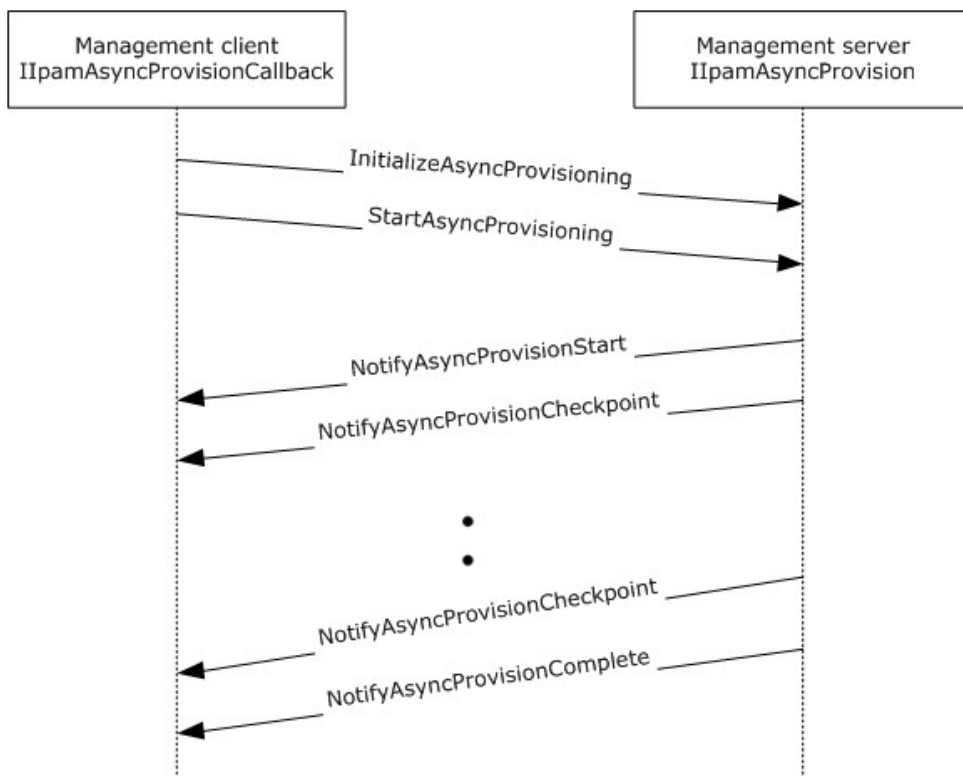 Management client
IIpamAsyncProvisionCallback
Management server
IIpamAsyncProvision
InitializeAsyncProvisioning
StartAsyncProvisioning
NotifyAsyncProvisionStart
NotifyAsyncProvisionCheckpoint
NotifyAsyncProvisionCheckpoint
NotifyAsyncProvisionComplete